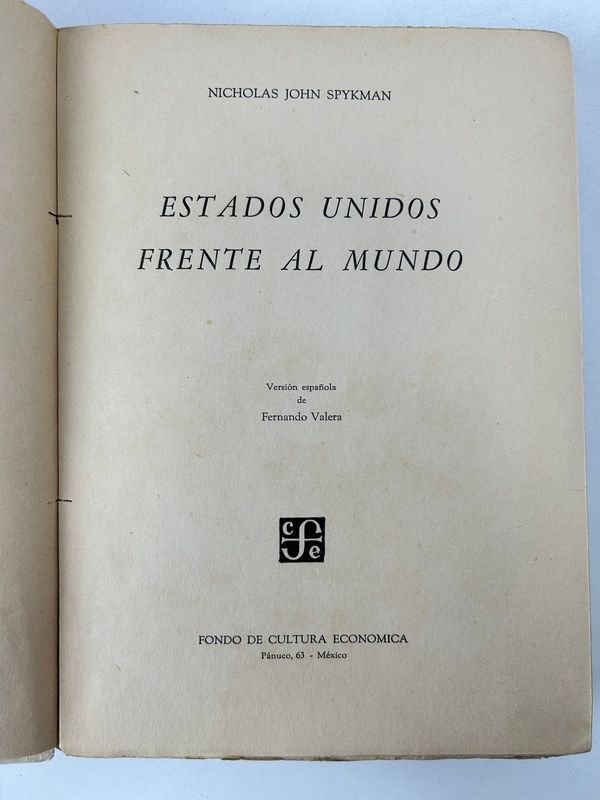 NICHOLAS JOHN SPYKMAN
ESTADOS UNIDOS
FRENTE AL MUNDO
Versión española
de
Fernando Valera
cfe
FONDO DE CULTURA ECONOMICA
Pánuco, 63 - México